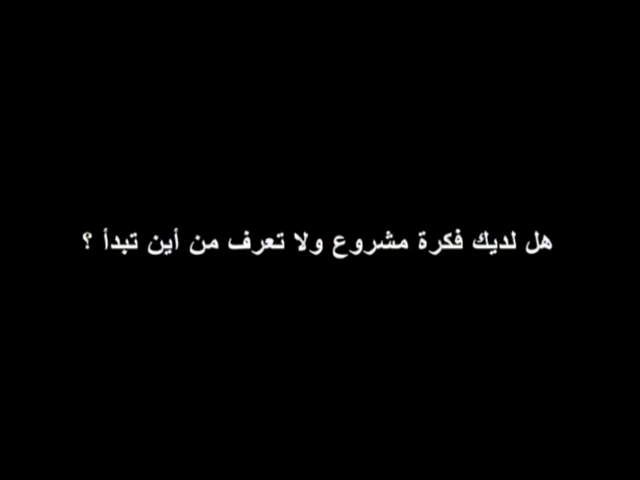 هل لديك فكرة مشروع ولا تعرف من أين تبدأ ؟